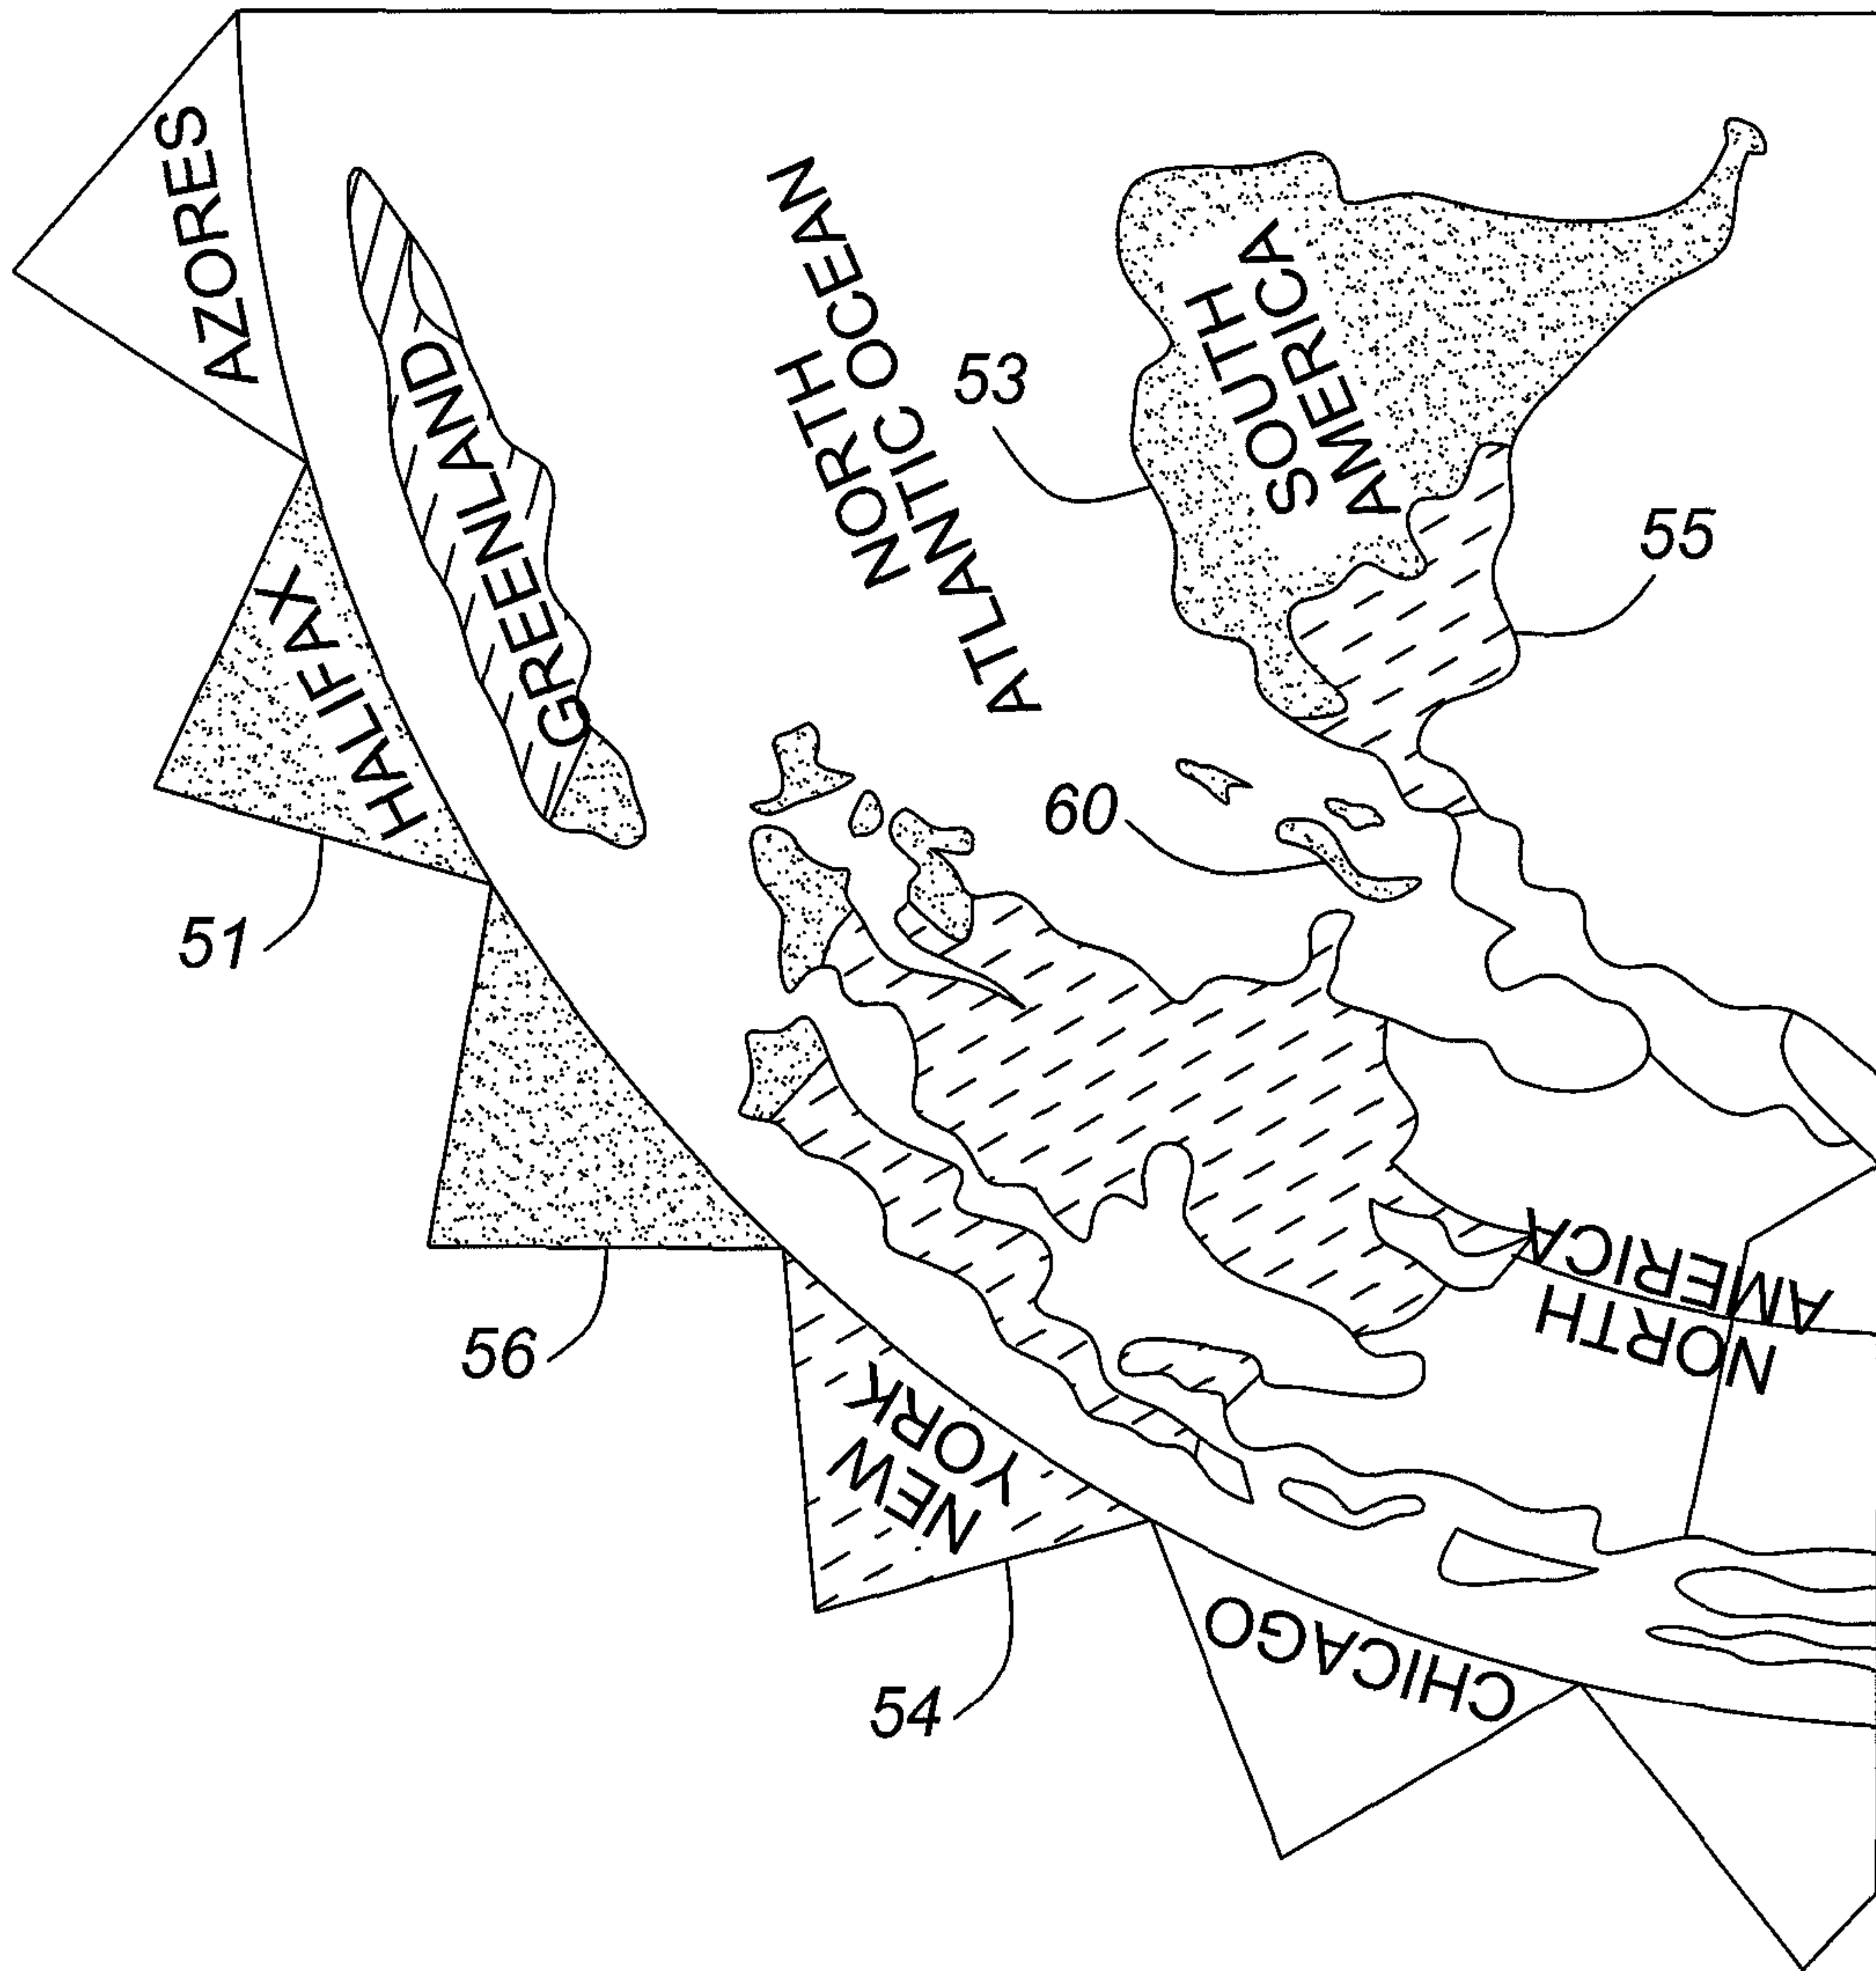 AZORES
GREENLAND
NORTH
ATLANTIC OCEAN
53
SOUTH
AMERICA
55
HALIFAX
51
60
56
NEW
YORK
54
NORTH
AMERICA
CHICAGO